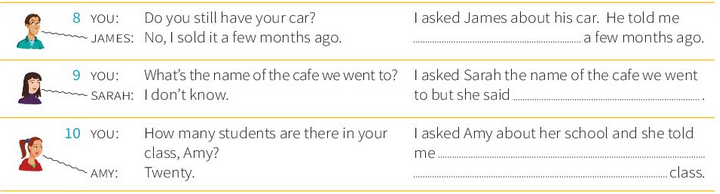 8 YOU: Do you still have your car? I asked James about his car. He told me
JAMES: No, I sold it a few months ago. ........................................ a few months ago.
9 YOU: What's the name of the cafe we went to? I asked Sarah the name of the cafe we went
SARAH: I don't know. to but she said ........................................ .
10 YOU: How many students are there in your I asked Amy about her school and she told
class, Amy? me ........................................
AMY: Twenty. ........................................ class.